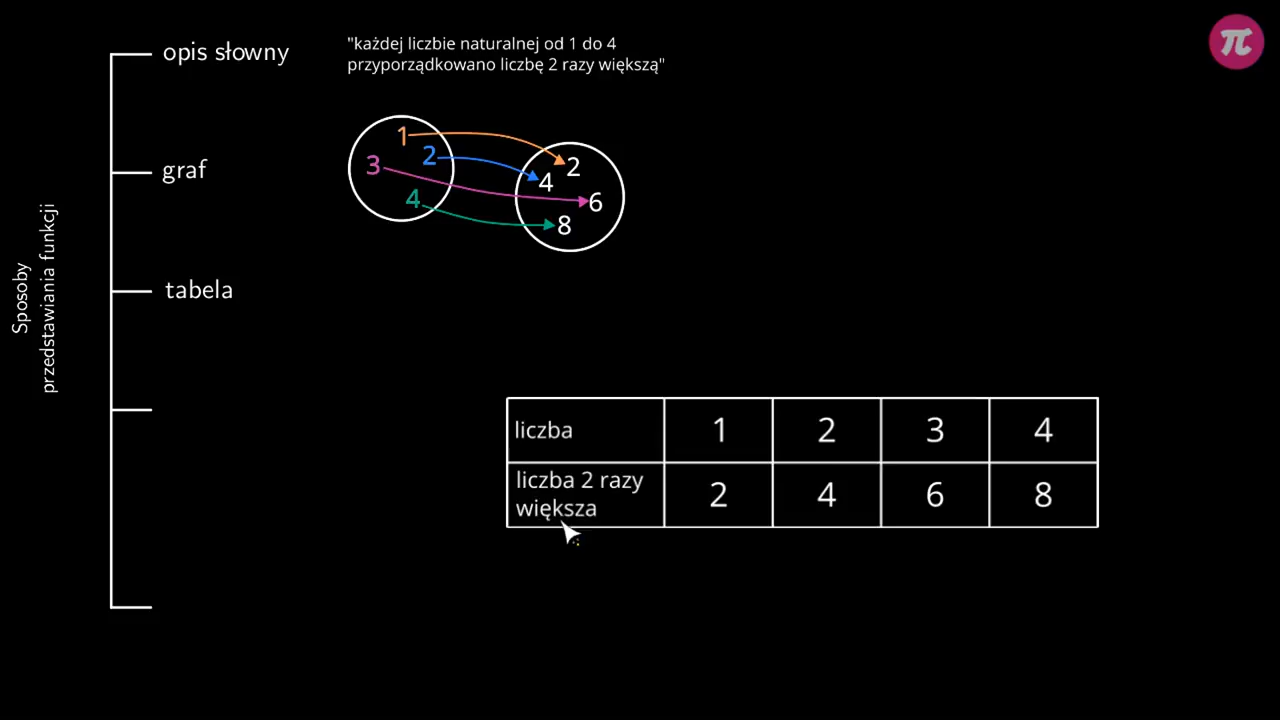 opis słowny
"każdej liczbie naturalnej od 1 do 4
przyporządkowano liczbę 2 razy większą"
π
graf
1
2
3
4
2
4
6
8
Sposoby
przedstawiania funkcji
tabela
liczba 1 2 3 4
liczba 2 razy
większa 2 4 6 8